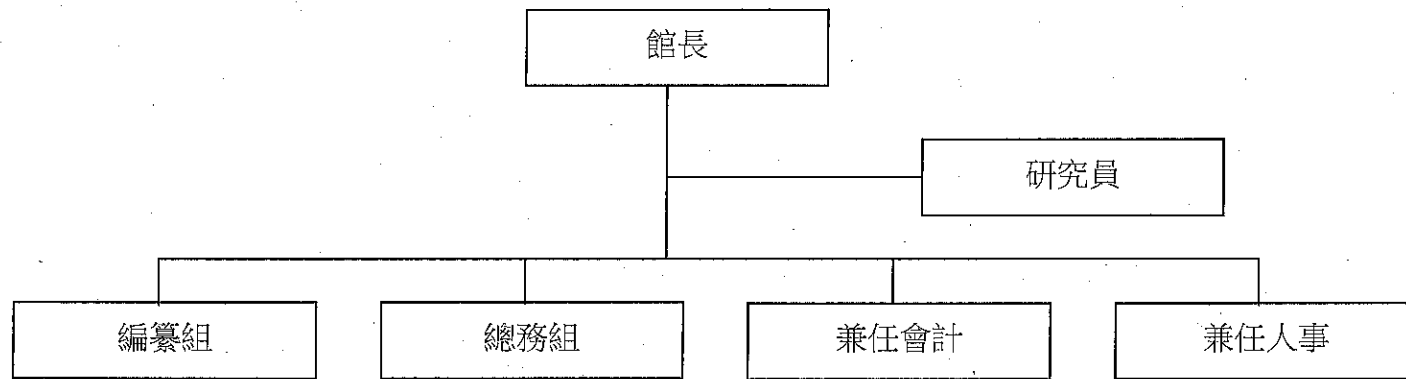 館長
研究員
編纂組
總務組
兼任會計
兼任人事